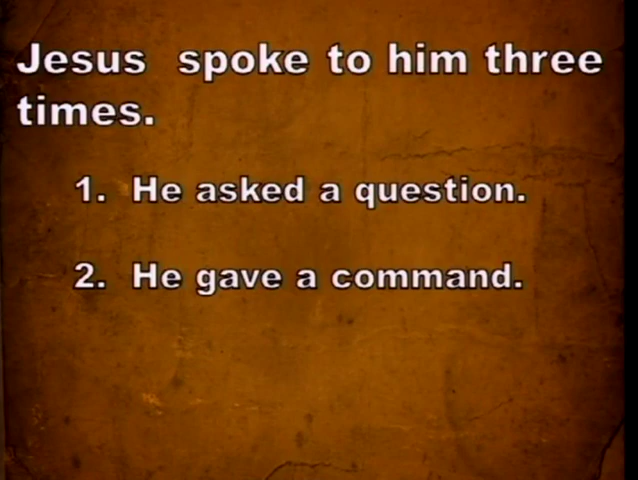 Jesus spoke to him three
times.
1. He asked a question.
2. He gave a command.